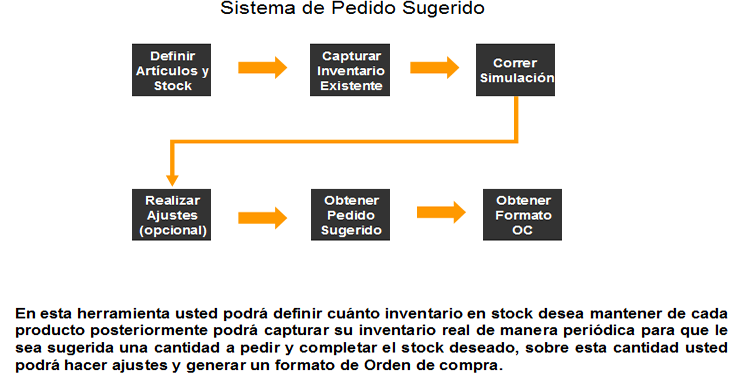 Sistema de Pedido Sugerido
Definir
Artículos y
Stock
Capturar
Inventario
Existente
Correr
Simulación
Realizar
Ajustes
(opcional)
Obtener
Pedido
Sugerido
Obtener
Formato
OC
En esta herramienta usted podrá definir cuánto inventario en stock desea mantener de cada
producto posteriormente podrá capturar su inventario real de manera periódica para que le
sea sugerida una cantidad a pedir y completar el stock deseado, sobre esta cantidad usted
podrá hacer ajustes y generar un formato de Orden de compra.